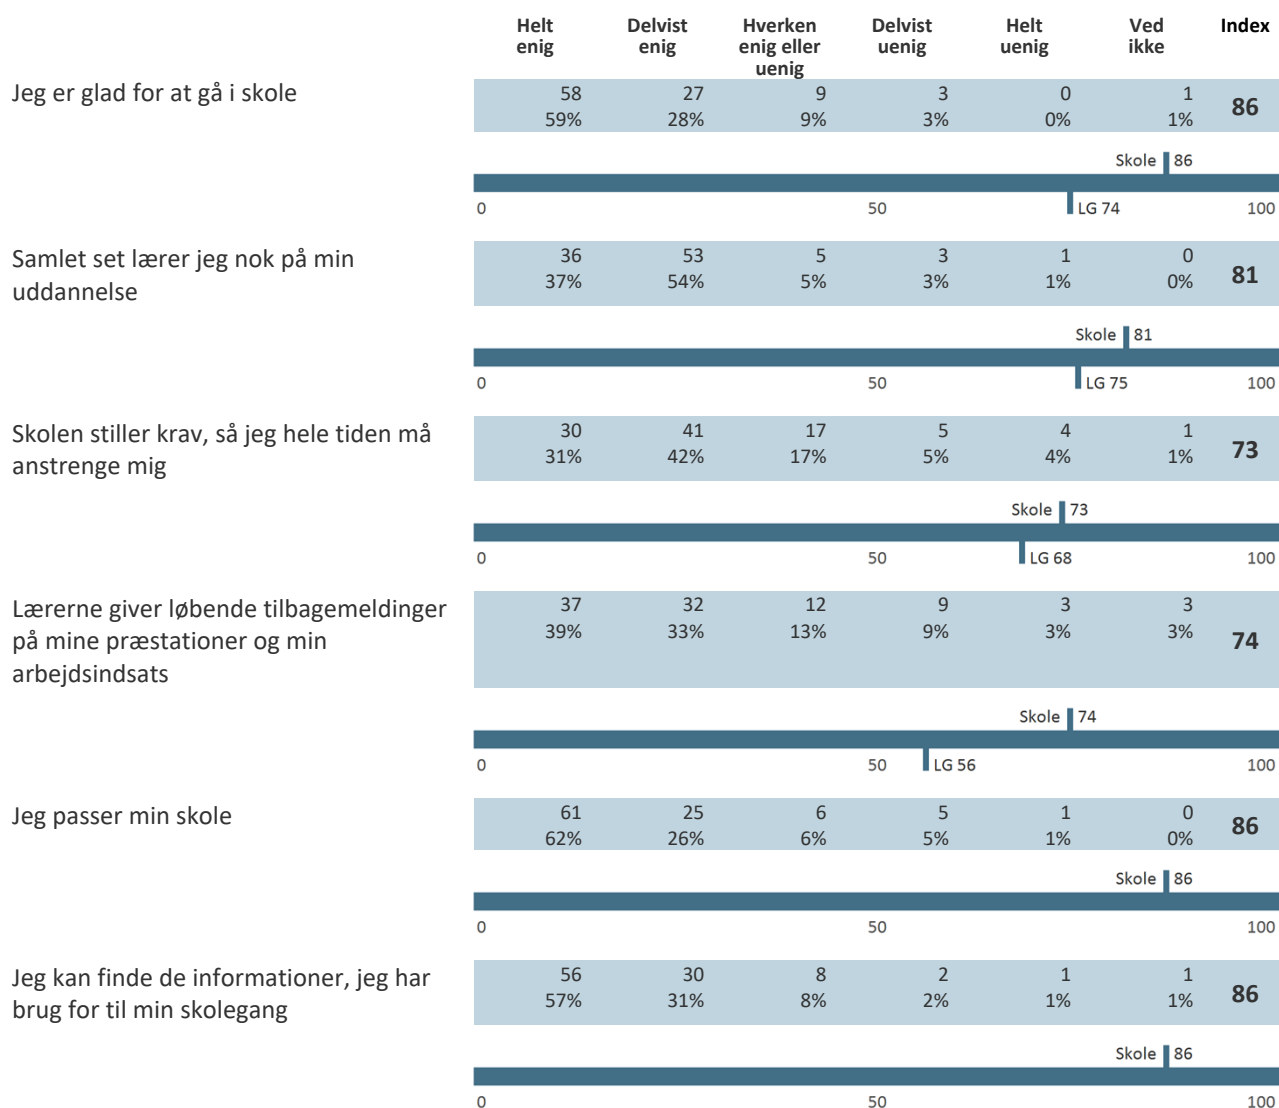 Helt Delvist Hverken Delvist Helt Ved Index
enig enig enig eller uenig uenig ikke
uenig
Jeg er glad for at gå i skole 58 27 9 3 0 1 86
59% 28% 9% 3% 0% 1%
Skole 86
0 50 LG 74 100
Samlet set lærer jeg nok på min 36 53 5 3 1 0 81
uddannelse 37% 54% 5% 3% 1% 0%
Skole 81
0 50 LG 75 100
Skolen stiller krav, så jeg hele tiden må 30 41 17 5 4 1 73
anstrenge mig 31% 42% 17% 5% 4% 1%
Skole 73
0 50 LG 68 100
Lærerne giver løbende tilbagemeldinger 37 32 12 9 3 3 74
på mine præstationer og min 39% 33% 13% 9% 3% 3%
arbejdsindsats
Skole 74
0 50 LG 56 100
Jeg passer min skole 61 25 6 5 1 0 86
62% 26% 6% 5% 1% 0%
Skole 86
0 50 100
Jeg kan finde de informationer, jeg har 56 30 8 2 1 1 86
brug for til min skolegang 57% 31% 8% 2% 1% 1%
Skole 86
0 50 100